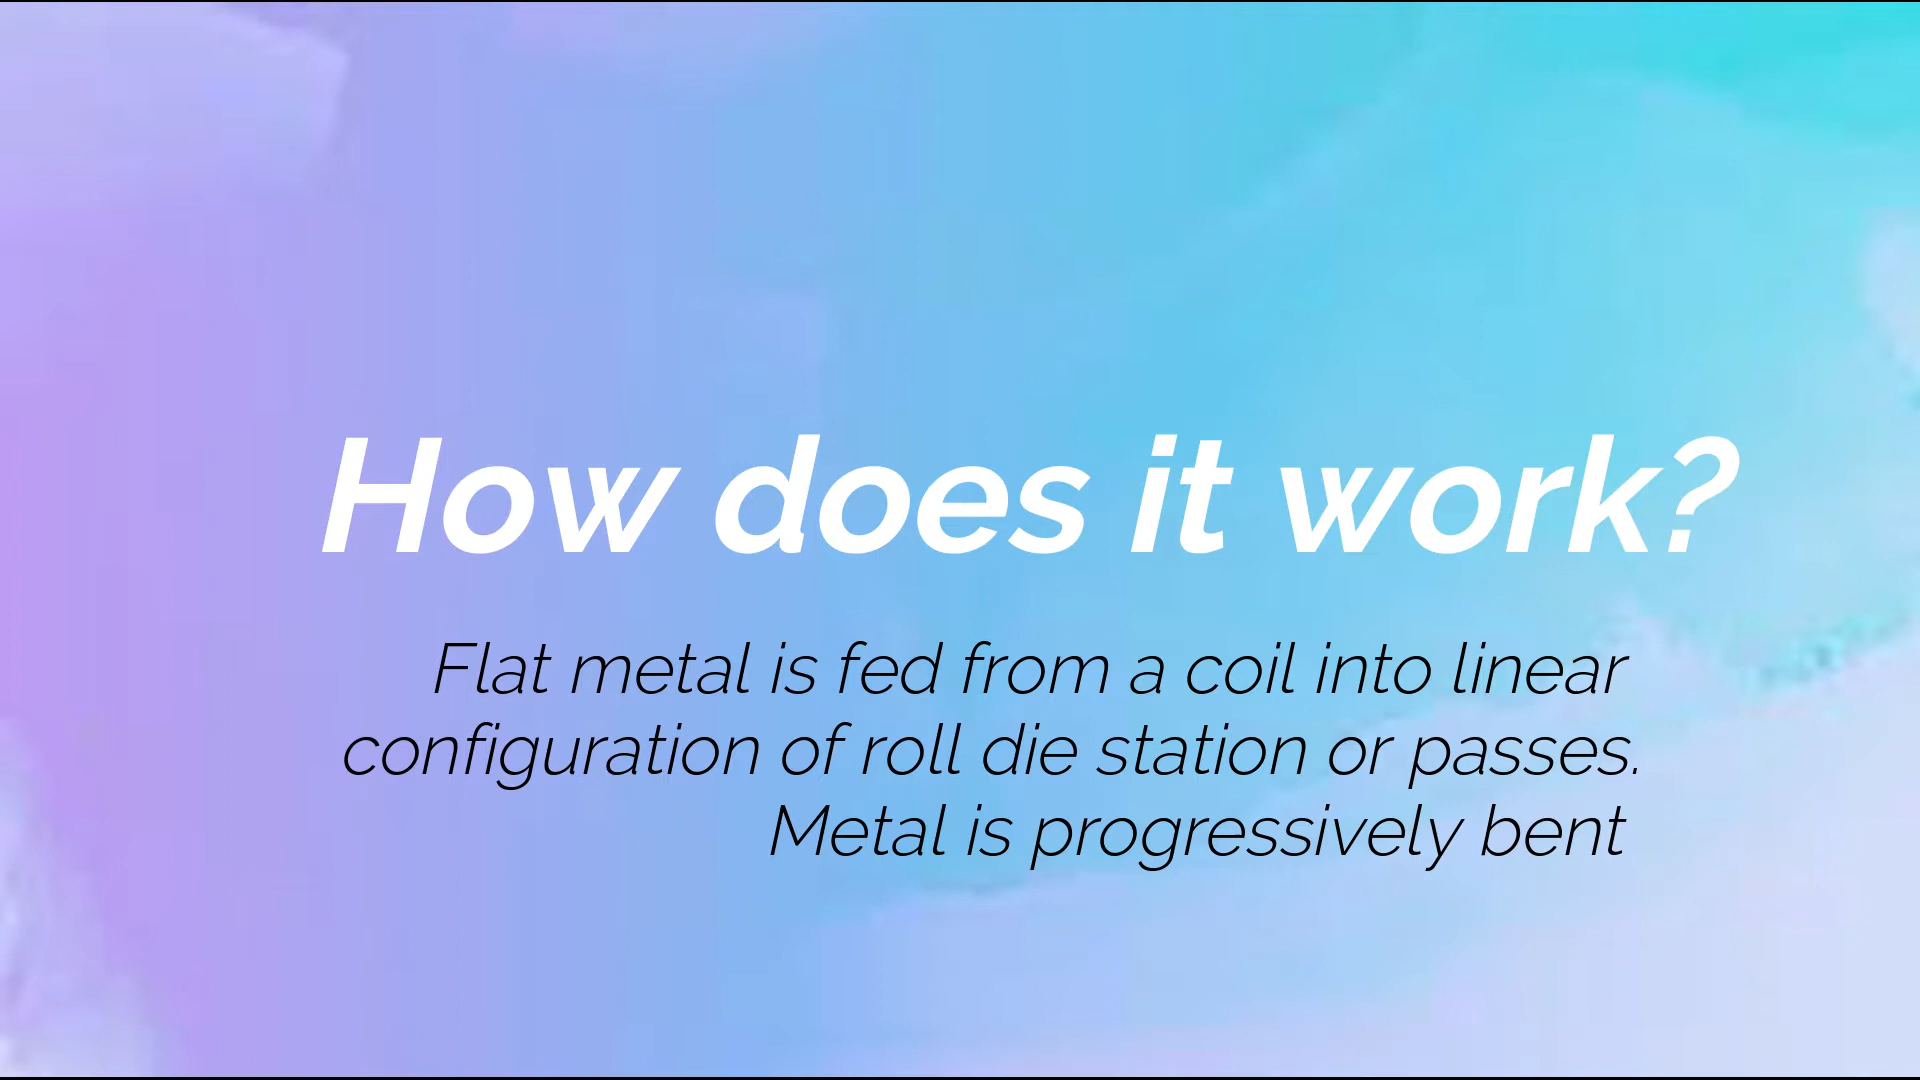 How does it work?
Flat metal is fed from a coil into linear
configuration of roll die station or passes.
Metal is progressively bent